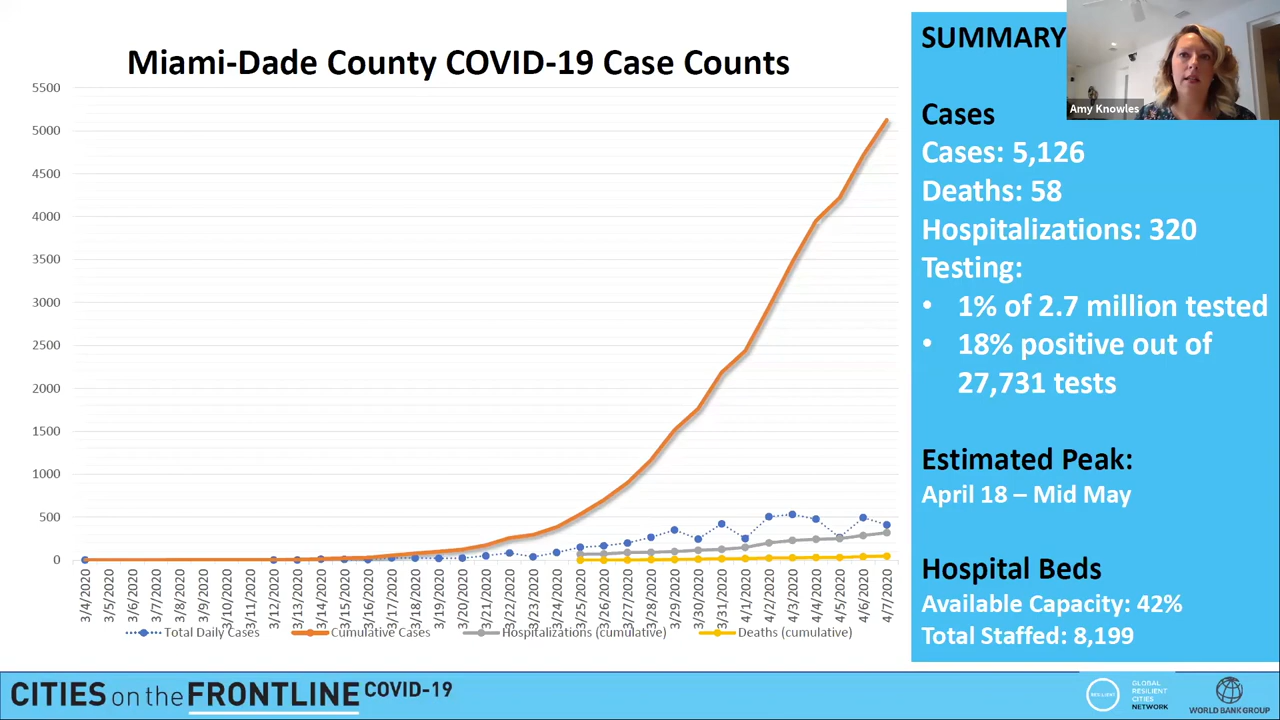 Miami-Dade County COVID-19 Case Counts
5500
5000
4500
4000
3500
3000
2500
2000
1500
1000
500
0
3/4/2020
3/5/2020
3/6/2020
3/7/2020
3/8/2020
3/9/2020
3/10/2020
3/11/2020
3/12/2020
3/13/2020
3/14/2020
3/15/2020
3/16/2020
3/17/2020
3/18/2020
3/19/2020
3/20/2020
3/21/2020
3/22/2020
3/23/2020
3/24/2020
3/25/2020
3/26/2020
3/27/2020
3/28/2020
3/29/2020
3/30/2020
3/31/2020
4/1/2020
4/2/2020
4/3/2020
4/4/2020
4/5/2020
4/6/2020
4/7/2020
Total Daily Cases
Cumulative Cases
Hospitalizations (cumulative)
Deaths (cumulative)
SUMMARY
Amy Knowles
Cases
Cases: 5,126
Deaths: 58
Hospitalizations: 320
Testing:
• 1% of 2.7 million tested
• 18% positive out of
27,731 tests
Estimated Peak:
April 18 – Mid May
Hospital Beds
Available Capacity: 42%
Total Staffed: 8,199
CITIES on the FRONTLINE COVID-19
RESILIENT
GLOBAL
RESILIENT
CITIES
NETWORK
WORLD BANK GROUP